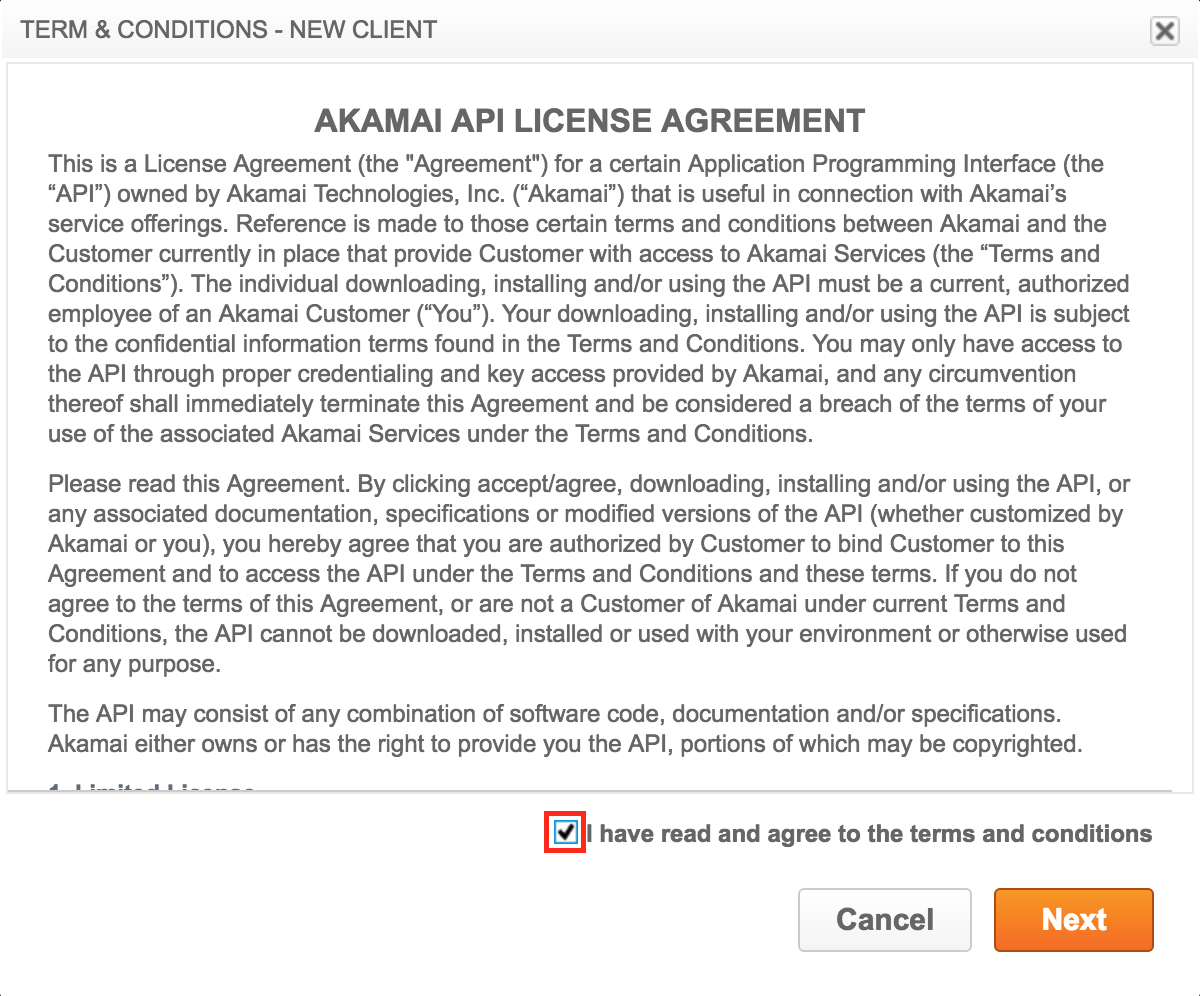 TERM & CONDITIONS - NEW CLIENT
AKAMAI API LICENSE AGREEMENT
This is a License Agreement (the "Agreement") for a certain Application Programming Interface (the
“API”) owned by Akamai Technologies, Inc. (“Akamai”) that is useful in connection with Akamai’s
service offerings. Reference is made to those certain terms and conditions between Akamai and the
Customer currently in place that provide Customer with access to Akamai Services (the “Terms and
Conditions”). The individual downloading, installing and/or using the API must be a current, authorized
employee of an Akamai Customer (“You”). Your downloading, installing and/or using the API is subject
to the confidential information terms found in the Terms and Conditions. You may only have access to
the API through proper credentialing and key access provided by Akamai, and any circumvention
thereof shall immediately terminate this Agreement and be considered a breach of the terms of your
use of the associated Akamai Services under the Terms and Conditions.
Please read this Agreement. By clicking accept/agree, downloading, installing and/or using the API, or
any associated documentation, specifications or modified versions of the API (whether customized by
Akamai or you), you hereby agree that you are authorized by Customer to bind Customer to this
Agreement and to access the API under the Terms and Conditions and these terms. If you do not
agree to the terms of this Agreement, or are not a Customer of Akamai under current Terms and
Conditions, the API cannot be downloaded, installed or used with your environment or otherwise used
for any purpose.
The API may consist of any combination of software code, documentation and/or specifications.
Akamai either owns or has the right to provide you the API, portions of which may be copyrighted.
1. Limited License
I have read and agree to the terms and conditions
Cancel
Next